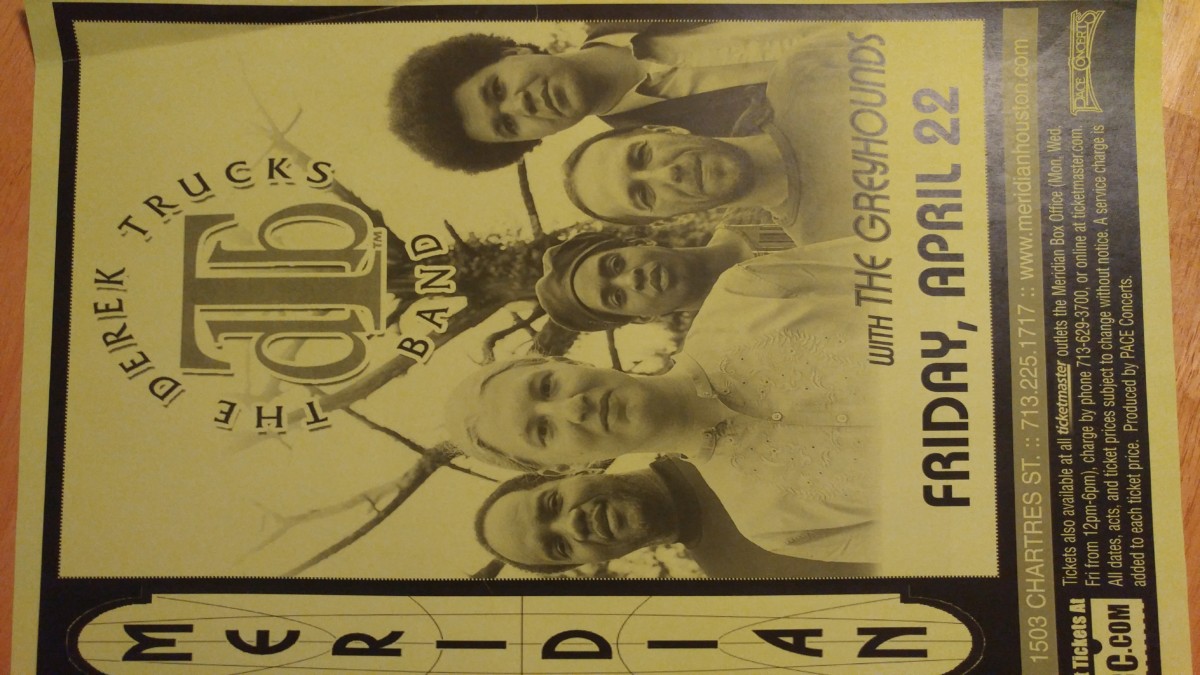 MERIDIAN
THE DEREK TRUCKS
dTb™
BAND
WITH THE GREYHOUNDS
FRIDAY, APRIL 22
1503 CHARTRES ST. :: 713.225.1717 :: www.meridianhouston.com
t Tickets At
C.COM
Tickets also available at all ticketmaster outlets the Meridian Box Office (Mon, Wed,
Fri from 12pm-6pm), charge by phone 713-629-3700, or online at ticketmaster.com.
All dates, acts, and ticket prices subject to change without notice. A service charge is
added to each ticket price. Produced by PACE Concerts.
PACE CONCERTS